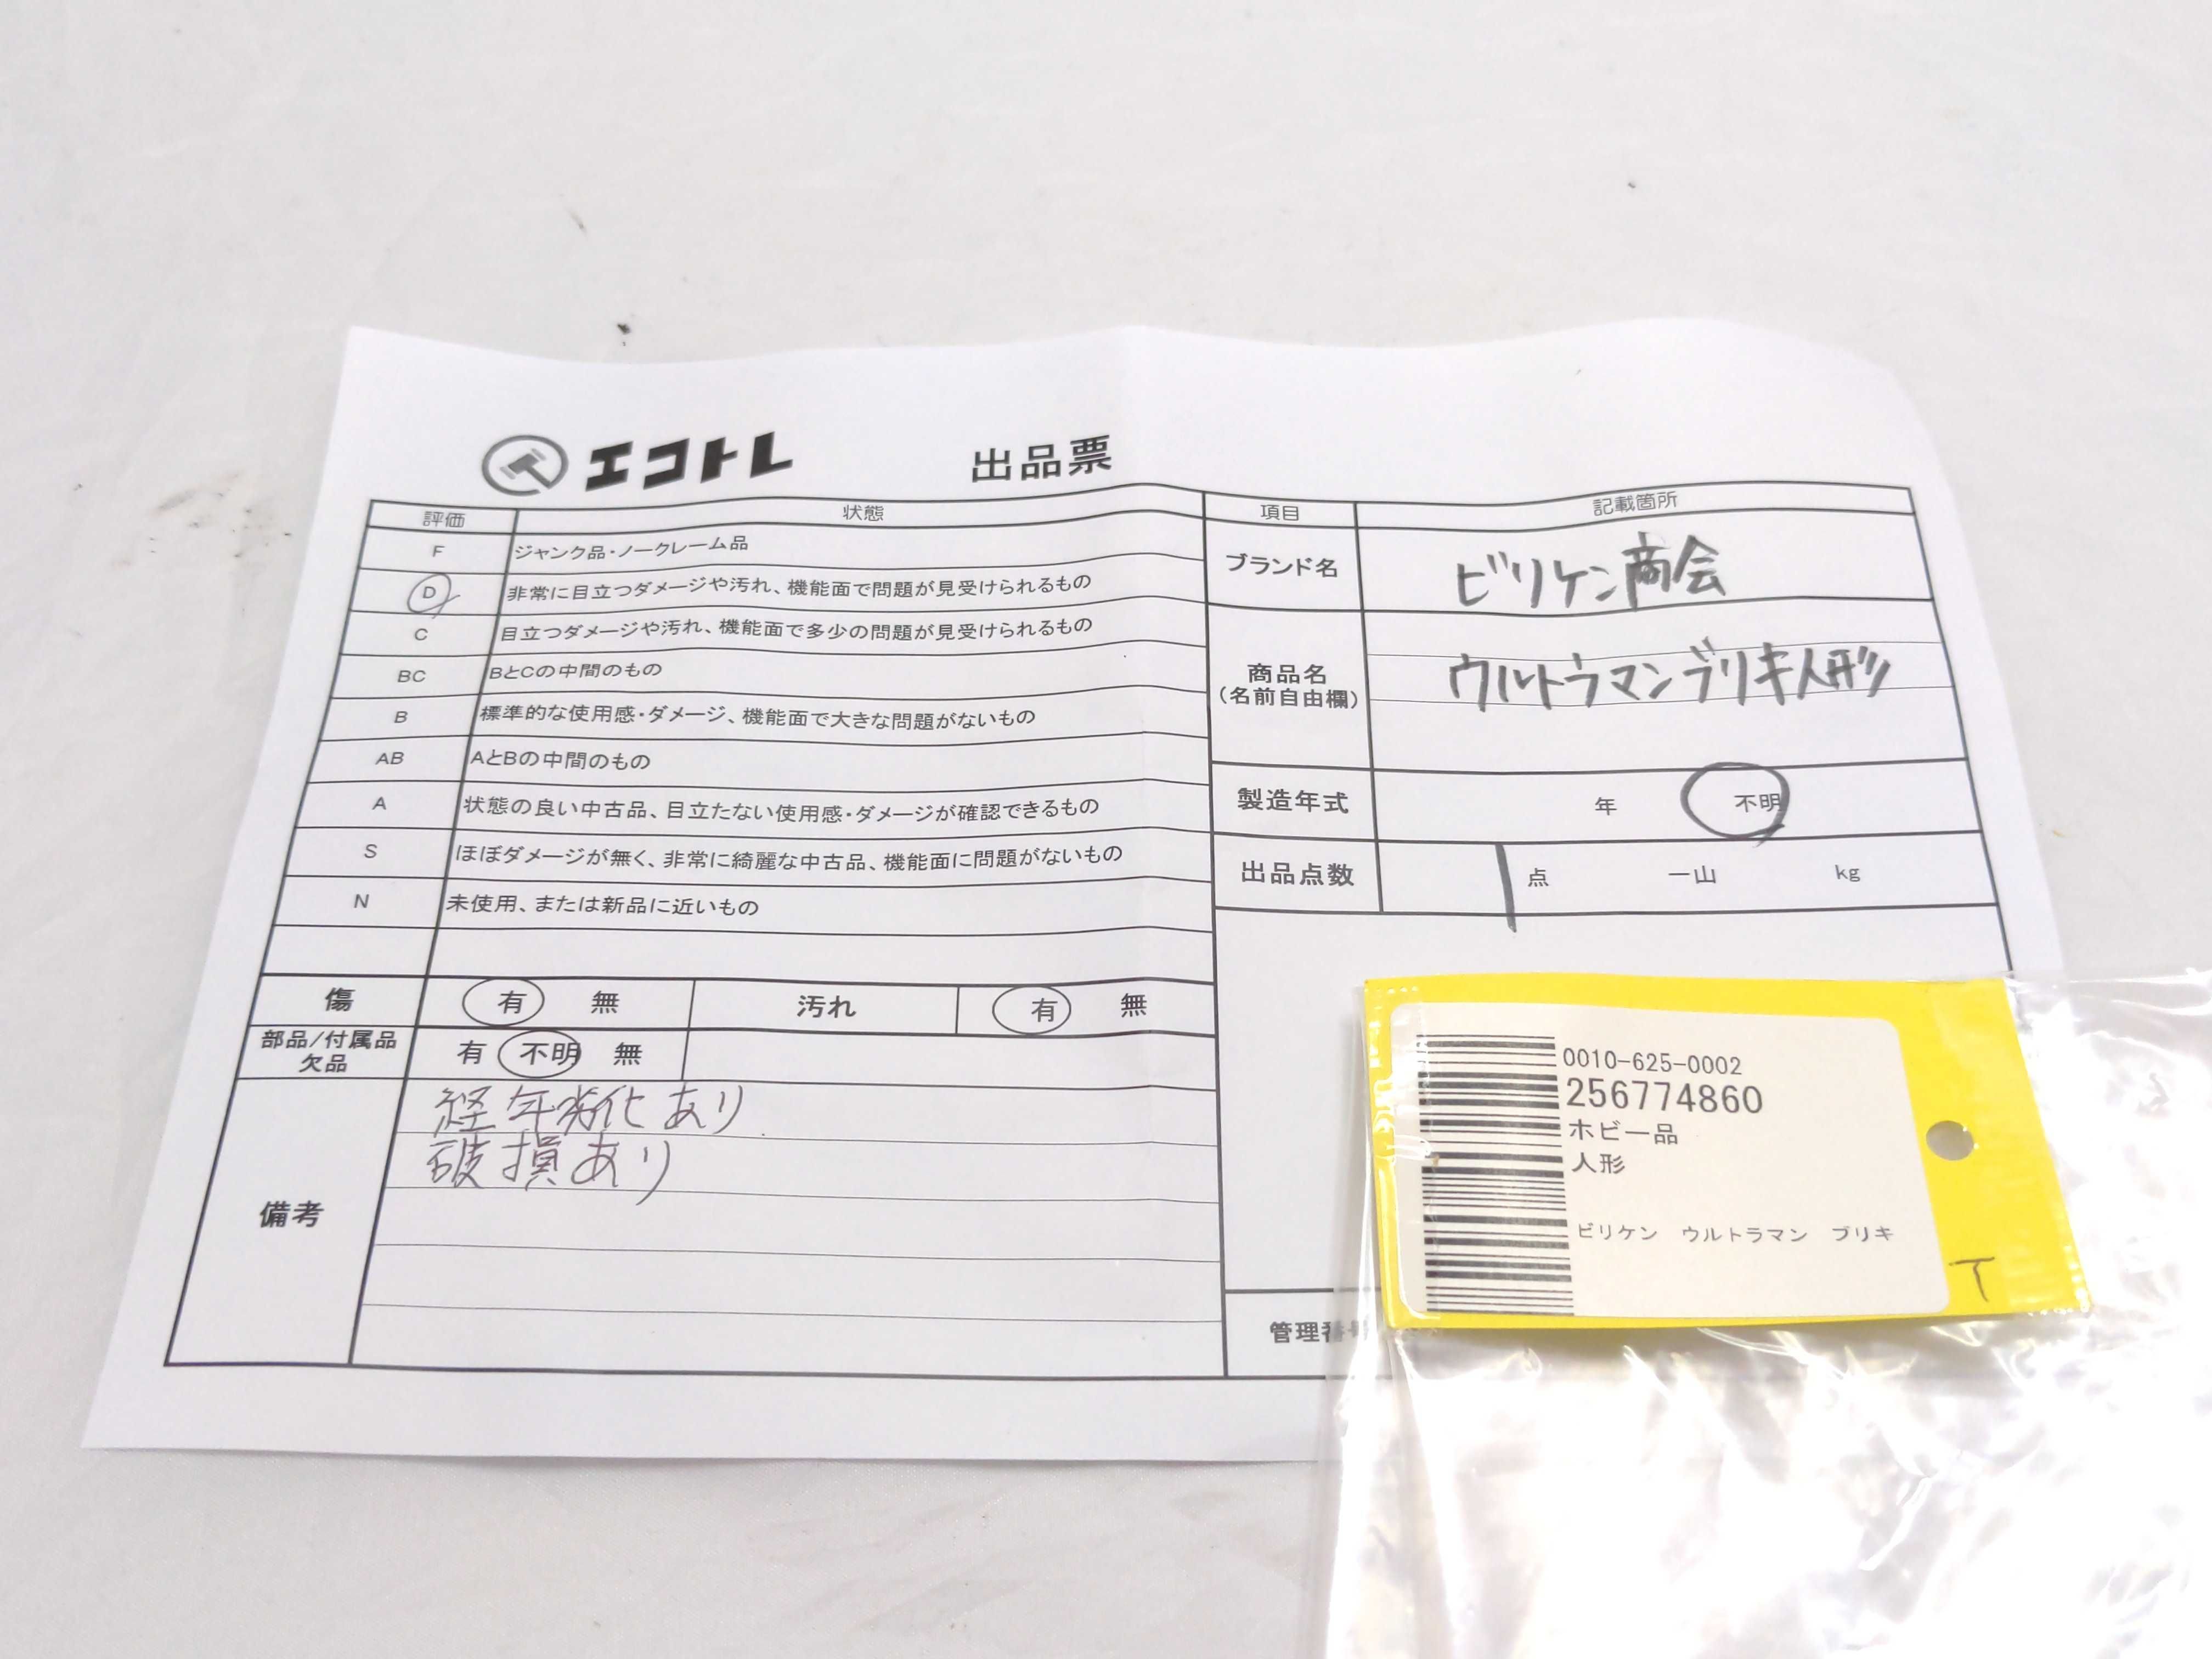 エコトレ 出品票
評価 状態
F ジャンク品・ノークレーム品
D 非常に目立つダメージや汚れ、機能面で問題が見受けられるもの
C 目立つダメージや汚れ、機能面で多少の問題が見受けられるもの
BC BとCの中間のもの
B 標準的な使用感・ダメージ、機能面で大きな問題がないもの
AB AとBの中間のもの
A 状態の良い中古品、目立たない使用感・ダメージが確認できるもの
S ほぼダメージが無く、非常に綺麗な中古品、機能面に問題がないもの
N 未使用、または新品に近いもの
傷 有 無 汚れ 有 無
部品/付属品
欠品 有 不明 無
備考
経年劣化あり
破損あり
項目 記載箇所
ブランド名 ビリケン商会
商品名
(名前自由欄)
ウルトラマンブリキ人形
製造年式 年 不明
出品点数 1 点 一山 kg
管理番号
0010-625-0002
256774860
ホビー品
人形
ビリケン ウルトラマン ブリキ
T